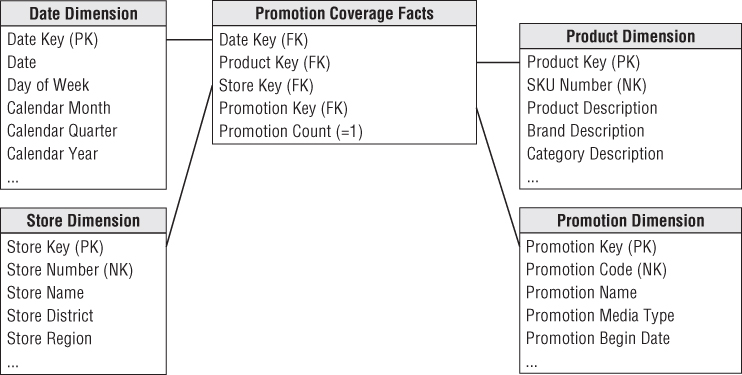 Date Dimension
Date Key (PK)
Date
Day of Week
Calendar Month
Calendar Quarter
Calendar Year
...
Promotion Coverage Facts
Date Key (FK)
Product Key (FK)
Store Key (FK)
Promotion Key (FK)
Promotion Count (=1)
Product Dimension
Product Key (PK)
SKU Number (NK)
Product Description
Brand Description
Category Description
...
Store Dimension
Store Key (PK)
Store Number (NK)
Store Name
Store District
Store Region
...
Promotion Dimension
Promotion Key (PK)
Promotion Code (NK)
Promotion Name
Promotion Media Type
Promotion Begin Date
...